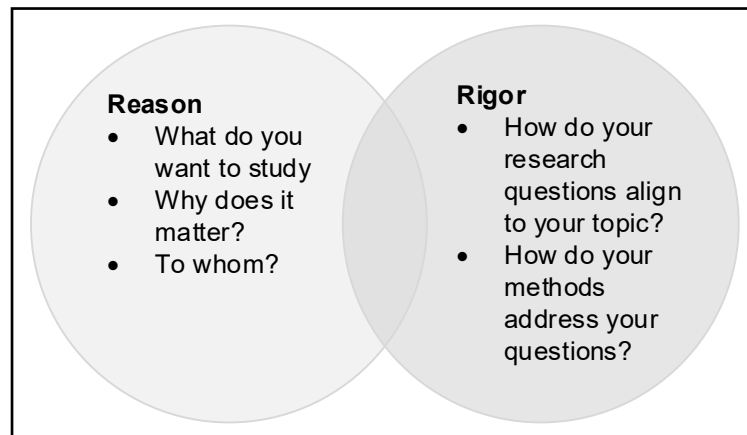 Reason
• What do you
want to study
• Why does it
matter?
• To whom?
Rigor
• How do your
research
questions align
to your topic?
• How do your
methods
address your
questions?